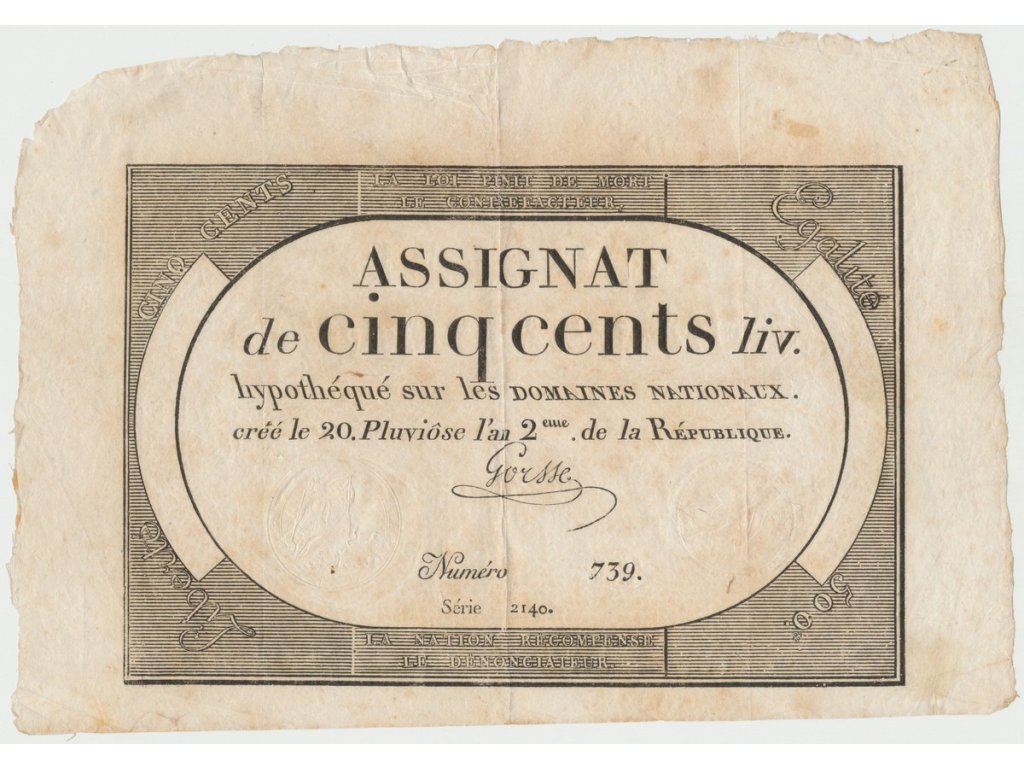 LA LOI PUNIT DE MORT
LE CONTREFACTEUR.
CINQ CENTS
Egalité
ASSIGNAT
de cinq cents liv.
hypothéqué sur les DOMAINES NATIONAUX.
créé le 20. Pluviôse l'an 2eme. de la RÉPUBLIQUE.
Gorsse
Numéro 739.
Série 2140.
Liberté
500.tt
LA NATION RÉCOMPENSE
LE DÉNONCIATEUR.